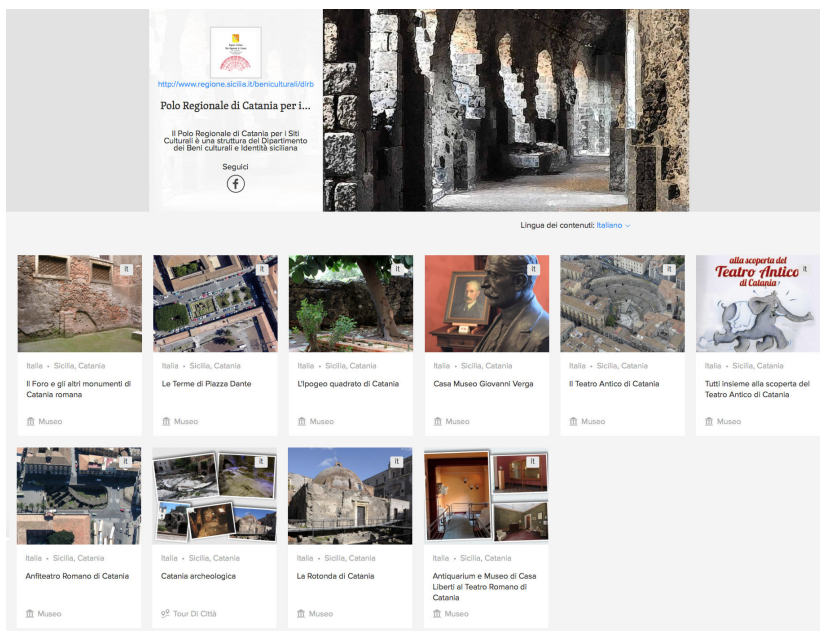 http://www.regione.sicilia.it/beniculturali/dirb
Polo Regionale di Catania per i...
Il Polo Regionale di Catania per i Siti
Culturali è una struttura del Dipartimento
dei Beni culturali e Identità siciliana
Seguici
Lingua dei contenuti: Italiano
it
it
it
it
it
alla scoperta del
Teatro Antico
di Catania
it
Italia • Sicilia, Catania
Il Foro e gli altri monumenti di
Catania romana
Museo
Italia • Sicilia, Catania
Le Terme di Piazza Dante
Museo
Italia • Sicilia, Catania
L'Ipogeo quadrato di Catania
Museo
Italia • Sicilia, Catania
Casa Museo Giovanni Verga
Museo
Italia • Sicilia, Catania
Il Teatro Antico di Catania
Museo
Italia • Sicilia, Catania
Tutti insieme alla scoperta del
Teatro Antico di Catania
Museo
it
it
it
it
Italia • Sicilia, Catania
Anfiteatro Romano di Catania
Museo
Italia • Sicilia, Catania
Catania archeologica
Tour Di Città
Italia • Sicilia, Catania
La Rotonda di Catania
Museo
Italia • Sicilia, Catania
Antiquarium e Museo di Casa
Liberti al Teatro Romano di
Catania
Museo